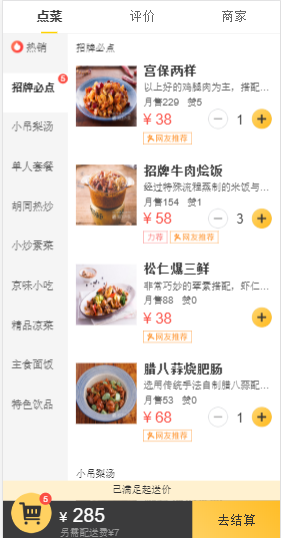 点菜 评价 商家
热销
招牌必点
5
小吊梨汤
单人套餐
胡同热炒
小炒素菜
京味小吃
精品凉菜
主食面饭
特色饮品
招牌必点
宫保两样
以上好的鸡腿肉为主，搭配...
月售229 赞5
¥38
1
网友推荐
招牌牛肉烩饭
经过特殊流程蒸制的米饭与...
月售154 赞1
¥58
3
力荐 网友推荐
松仁爆三鲜
非常巧妙的荤素搭配，虾仁...
月售88 赞0
¥72
网友推荐
腊八蒜烧肥肠
选用传统手法自制腊八蒜配...
月售53 赞0
¥68
1
网友推荐
小吊梨汤
已满足起送价
5
¥285
另需配送费¥7
去结算